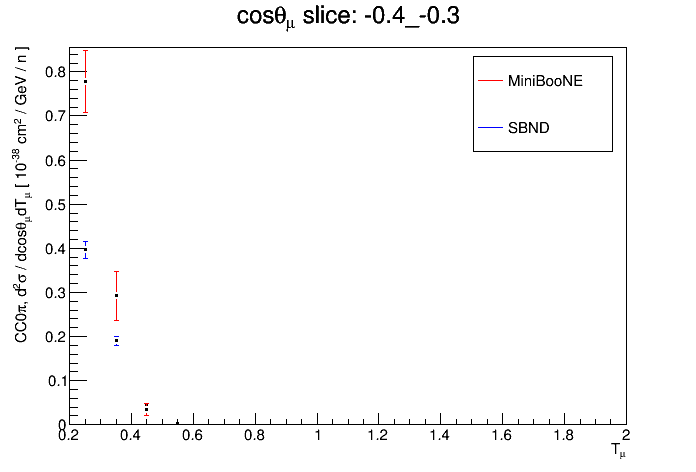 cosθμ slice: -0.4_-0.3
CC0π, d²σ / dcosθμdTμ [ 10⁻³⁸ cm² / GeV / n ]
0.8
0.7
0.6
0.5
0.4
0.3
0.2
0.1
0
MiniBooNE
SBND
0.2 0.4 0.6 0.8 1 1.2 1.4 1.6 1.8 2
Tμ